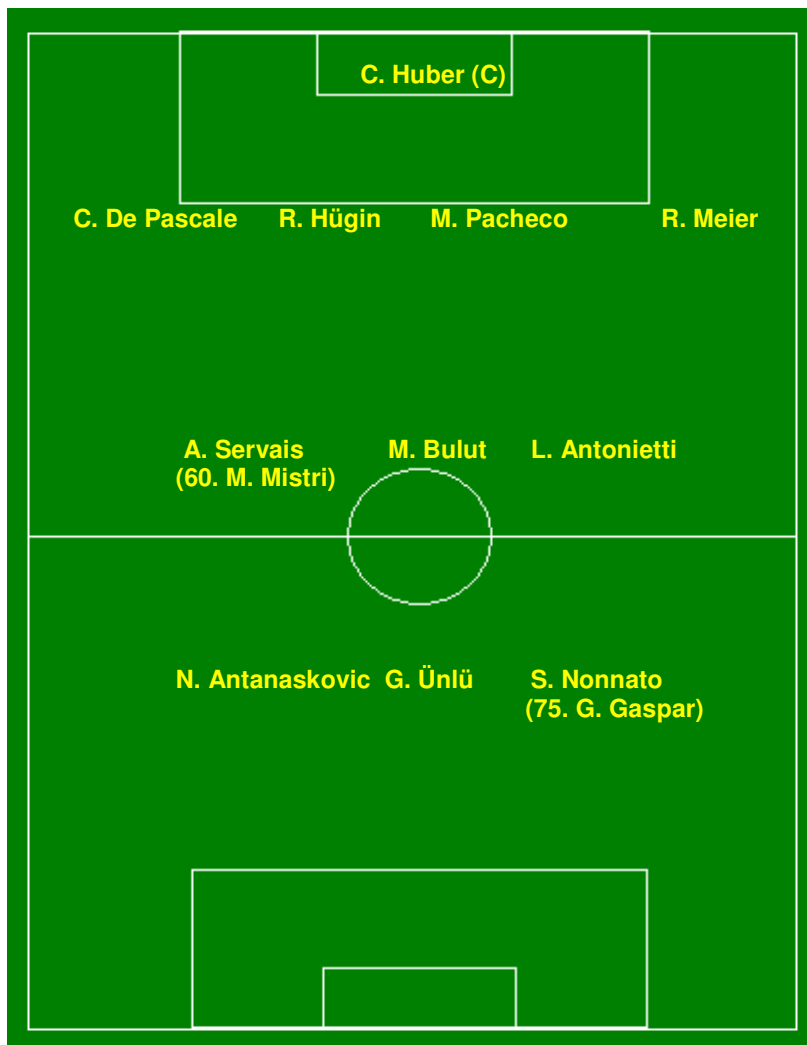 C. Huber (C)
C. De Pascale R. Hügin M. Pacheco R. Meier
A. Servais M. Bulut L. Antonietti
(60. M. Mistri)
N. Antanaskovic G. Ünlü S. Nonnato
(75. G. Gaspar)